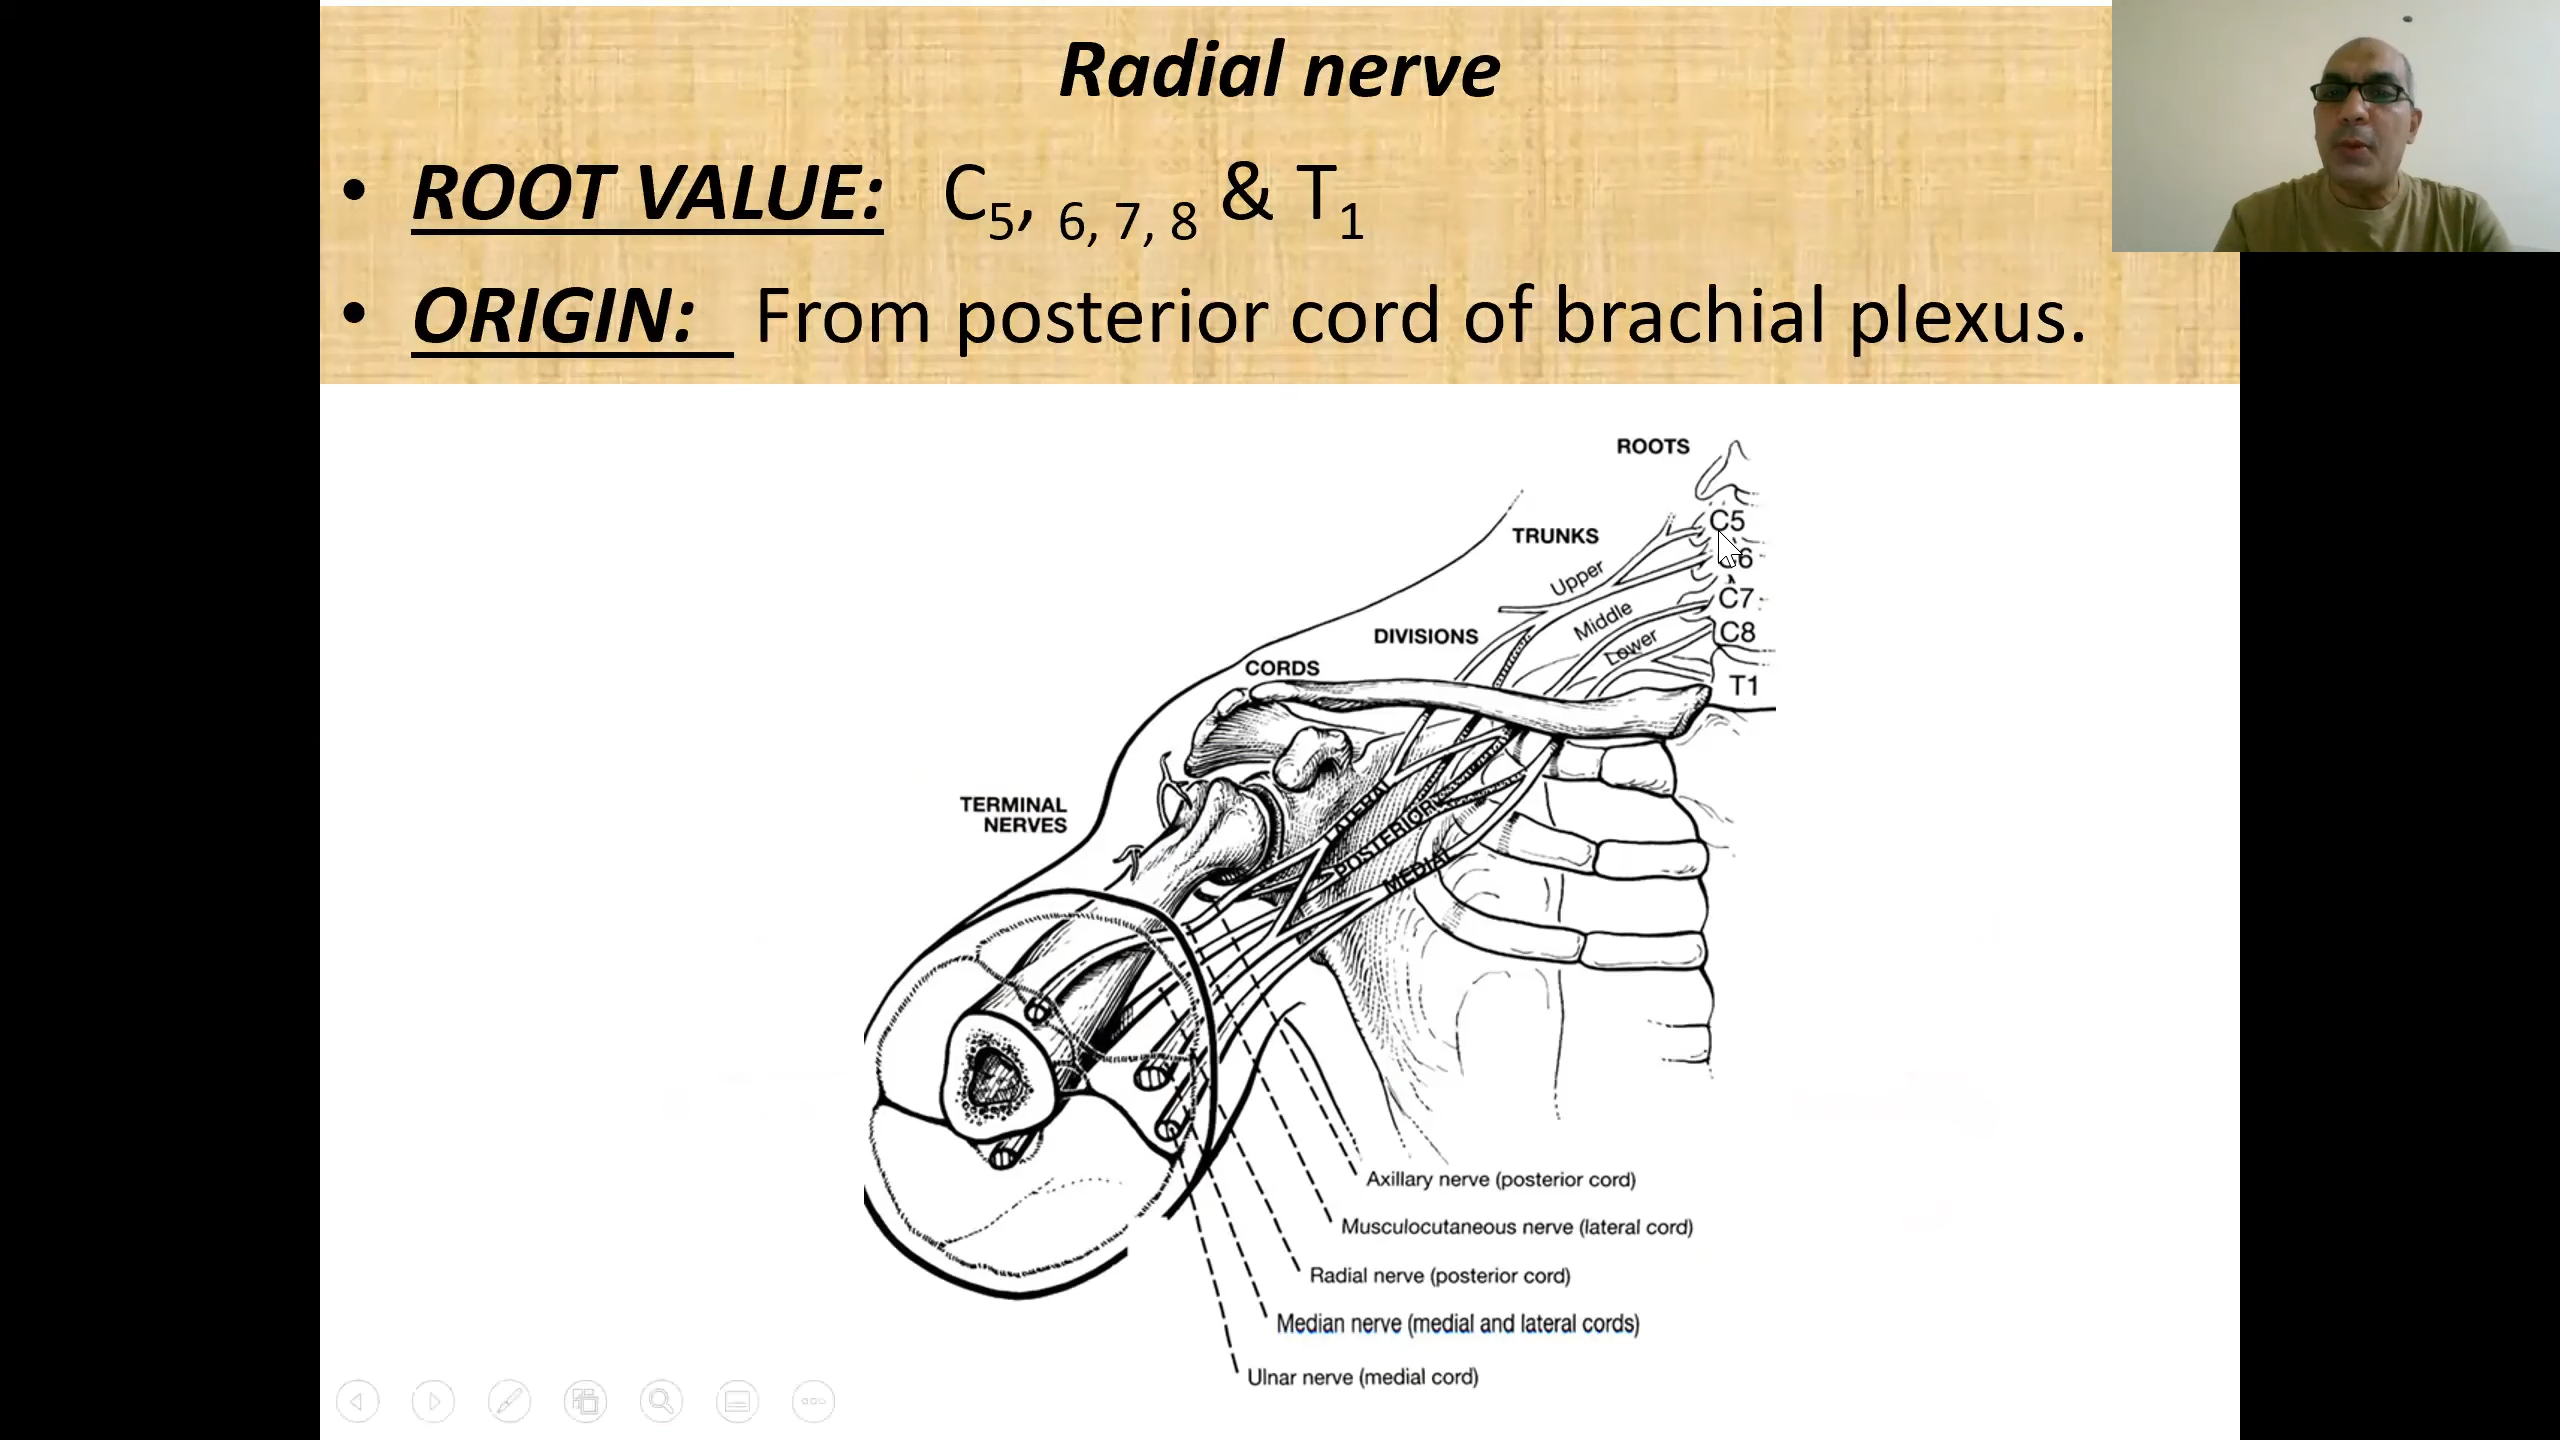 Radial nerve
• ROOT VALUE: C5, 6, 7, 8 & T1
• ORIGIN: From posterior cord of brachial plexus.
ROOTS
C5
TRUNKS
6
Upper
C7
Middle
C8
DIVISIONS
Lower
CORDS
T1
TERMINAL
NERVES
LATERAL
POSTERIOR
MEDIAL
Axillary nerve (posterior cord)
Musculocutaneous nerve (lateral cord)
Radial nerve (posterior cord)
Median nerve (medial and lateral cords)
Ulnar nerve (medial cord)